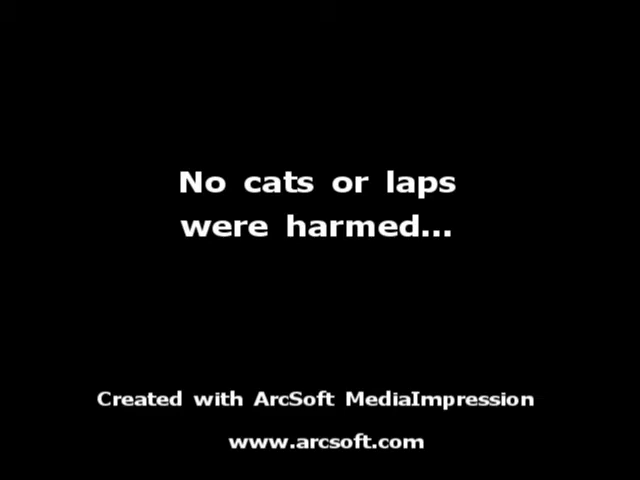 No cats or laps
were harmed...
Created with ArcSoft MediaImpression
www.arcsoft.com